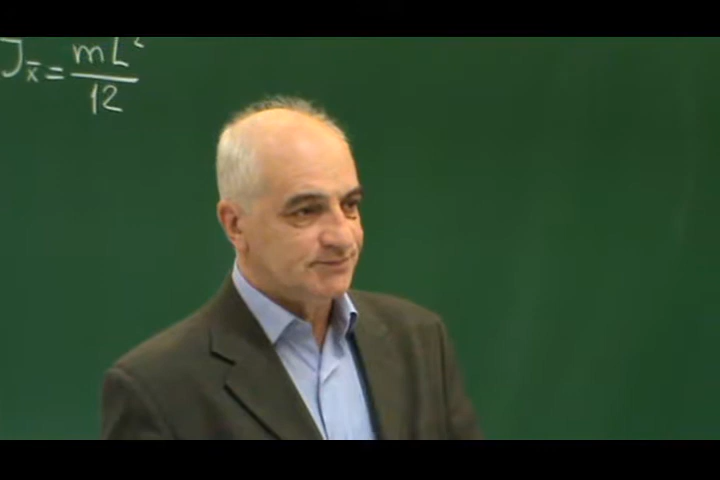 J_x̄ = mL²/12